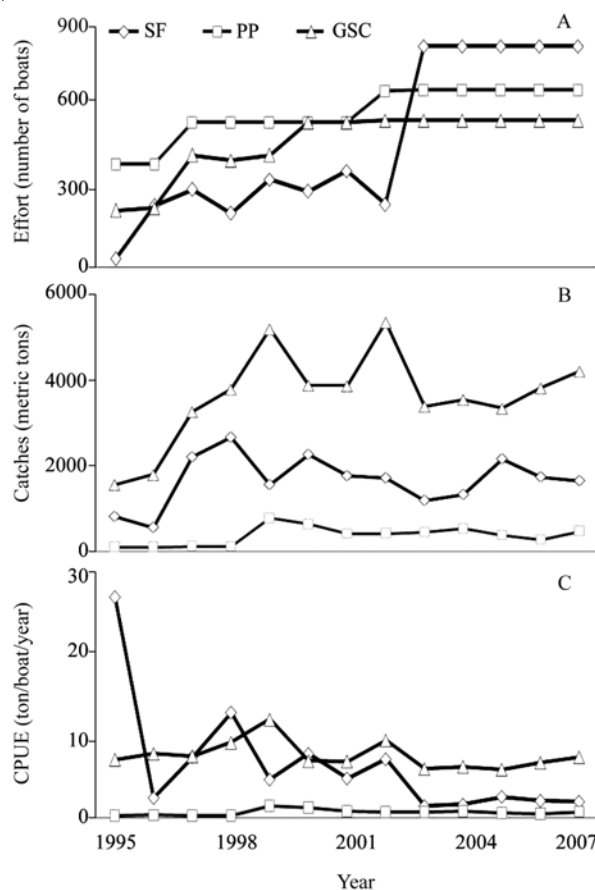 900
SF PP GSC
A
600
300
0
Effort (number of boats)
6000
B
4000
2000
0
Catches (metric tons)
30
C
20
10
0
CPUE (ton/boat/year)
1995 1998 2001 2004 2007
Year